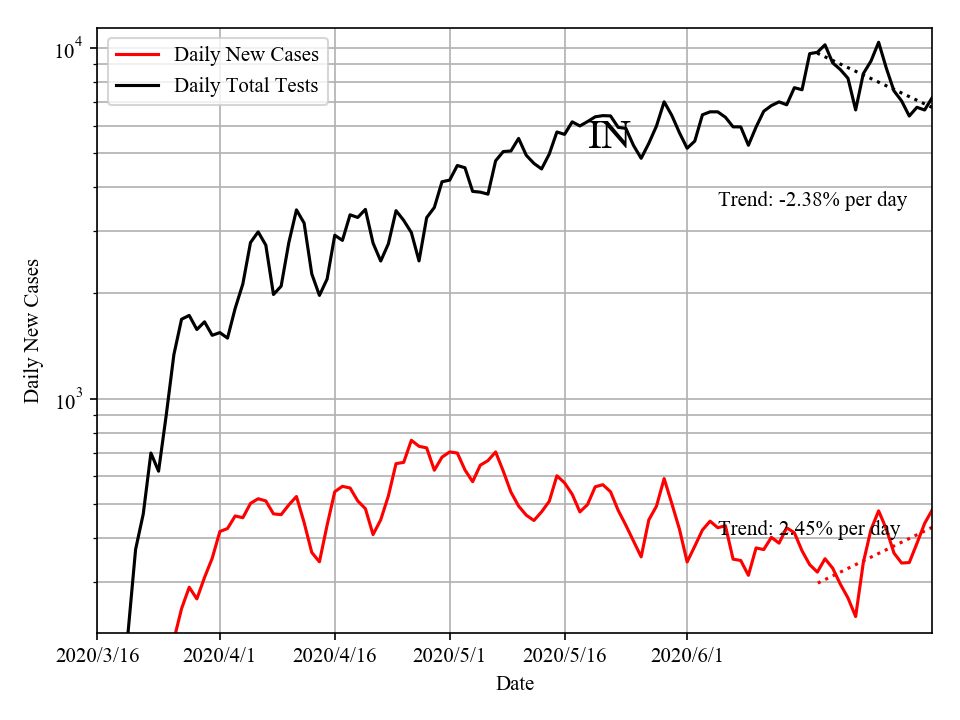 Daily New Cases
Daily Total Tests
10^4
IN
Trend: -2.38% per day
Daily New Cases
10^3
Trend: 2.45% per day
2020/3/16 2020/4/1 2020/4/16 2020/5/1 2020/5/16 2020/6/1
Date